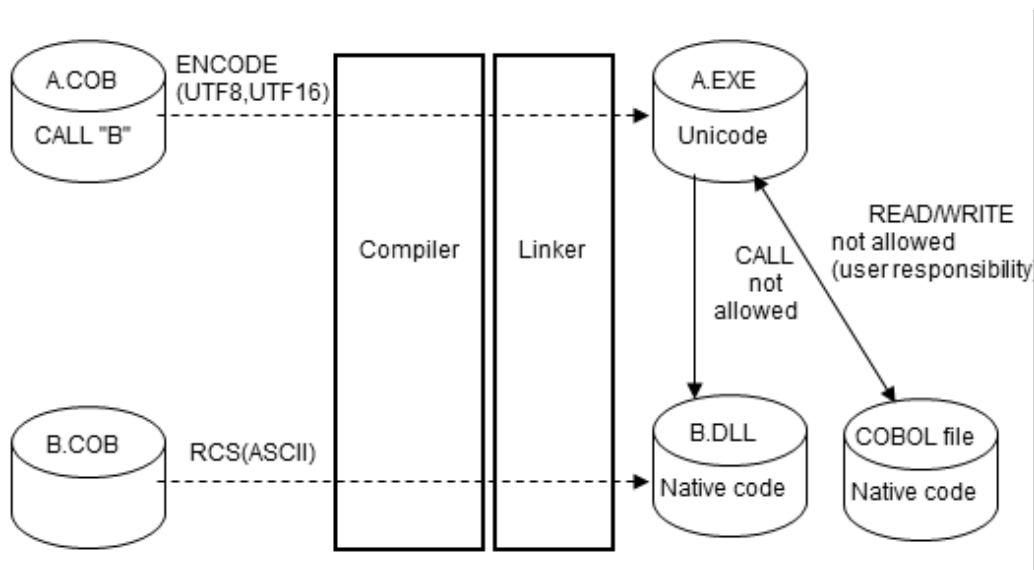 A.COB
CALL "B"
ENCODE
(UTF8,UTF16)
Compiler
Linker
A.EXE
Unicode
CALL
not
allowed
READ/WRITE
not allowed
(user responsibility)
B.COB
RCS(ASCII)
B.DLL
Native code
COBOL file
Native code